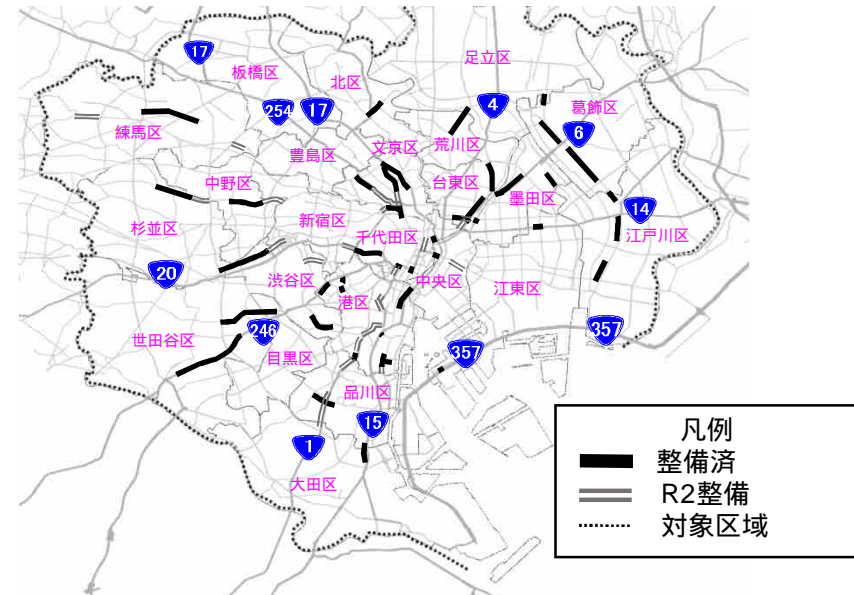 17
板橋区
足立区
北区
254
17
4
葛飾区
練馬区
6
文京区
荒川区
豊島区
中野区
台東区
墨田区
14
杉並区
新宿区
千代田区
江戸川区
20
渋谷区
中央区
江東区
港区
世田谷区
246
目黒区
357
357
品川区
15
1
大田区
凡例
整備済
R2整備
対象区域